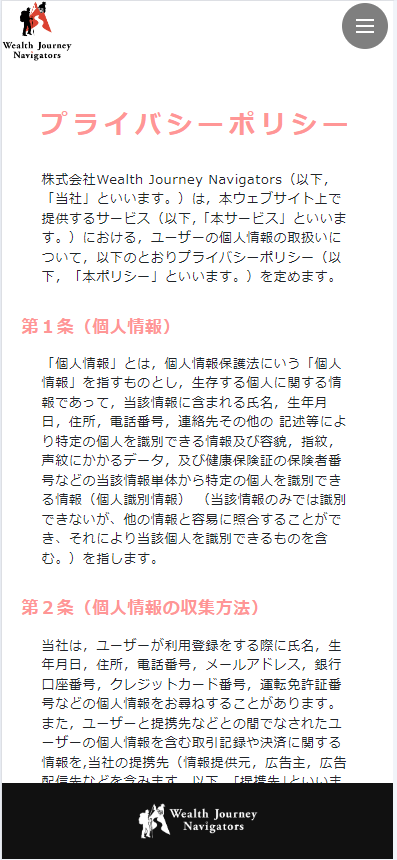 Wealth Journey
Navigators
プライバシーポリシー
株式会社Wealth Journey Navigators（以下，
「当社」といいます。）は，本ウェブサイト上で
提供するサービス（以下,「本サービス」といいま
す。）における，ユーザーの個人情報の取扱いに
ついて，以下のとおりプライバシーポリシー（以
下，「本ポリシー」といいます。）を定めます。
第１条（個人情報）
「個人情報」とは，個人情報保護法にいう「個人
情報」を指すものとし，生存する個人に関する情
報であって，当該情報に含まれる氏名，生年月
日，住所，電話番号，連絡先その他の 記述等によ
り特定の個人を識別できる情報及び容貌，指紋，
声紋にかかるデータ，及び健康保険証の保険者番
号などの当該情報単体から特定の個人を識別でき
る情報（個人識別情報） （当該情報のみでは識別
できないが、他の情報と容易に照合することがで
き、それにより当該個人を識別できるものを含
む。）を指します。
第２条（個人情報の収集方法）
当社は，ユーザーが利用登録をする際に氏名，生
年月日，住所，電話番号，メールアドレス，銀行
口座番号，クレジットカード番号，運転免許証番
号などの個人情報をお尋ねすることがあります。
また，ユーザーと提携先などとの間でなされたユ
ーザーの個人情報を含む取引記録や決済に関する
情報を,当社の提携先（情報提供元，広告主，広告
配信先などを含みます。以下，｢提携先｣といいま
Wealth Journey
Navigators